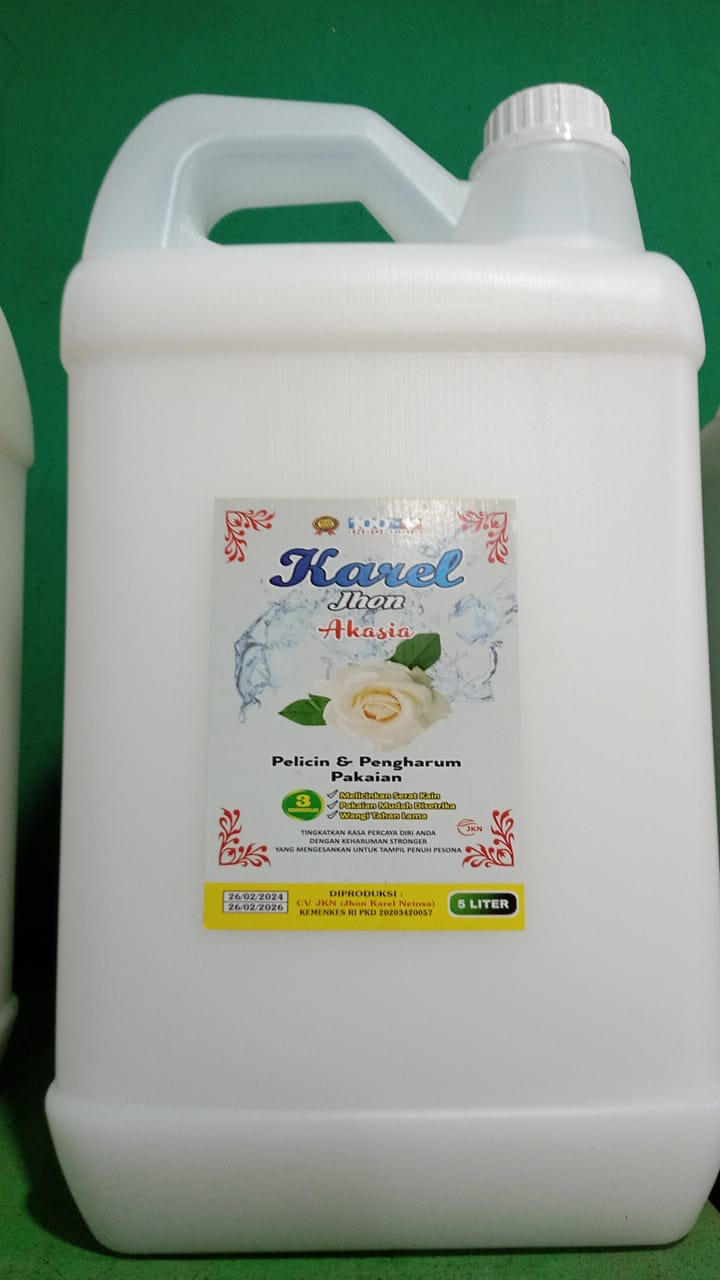 100%
Karel
Jhon
Akasia
Pelicin & Pengharum
Pakaian
3
Melicinkan Serat Kain
Pakaian Mudah Disetrika
Wangi Tahan Lama
JKN
TINGKATKAN RASA PERCAYA DIRI ANDA
DENGAN KEHARUMAN STRONGER
YANG MENGESANKAN UNTUK TAMPIL PENUH PESONA
26/02/2024
26/02/2026
DIPRODUKSI :
CV. JKN (Jhon Karel Neinsa)
KEMENKES RI PKD 20203420057
5 LITER